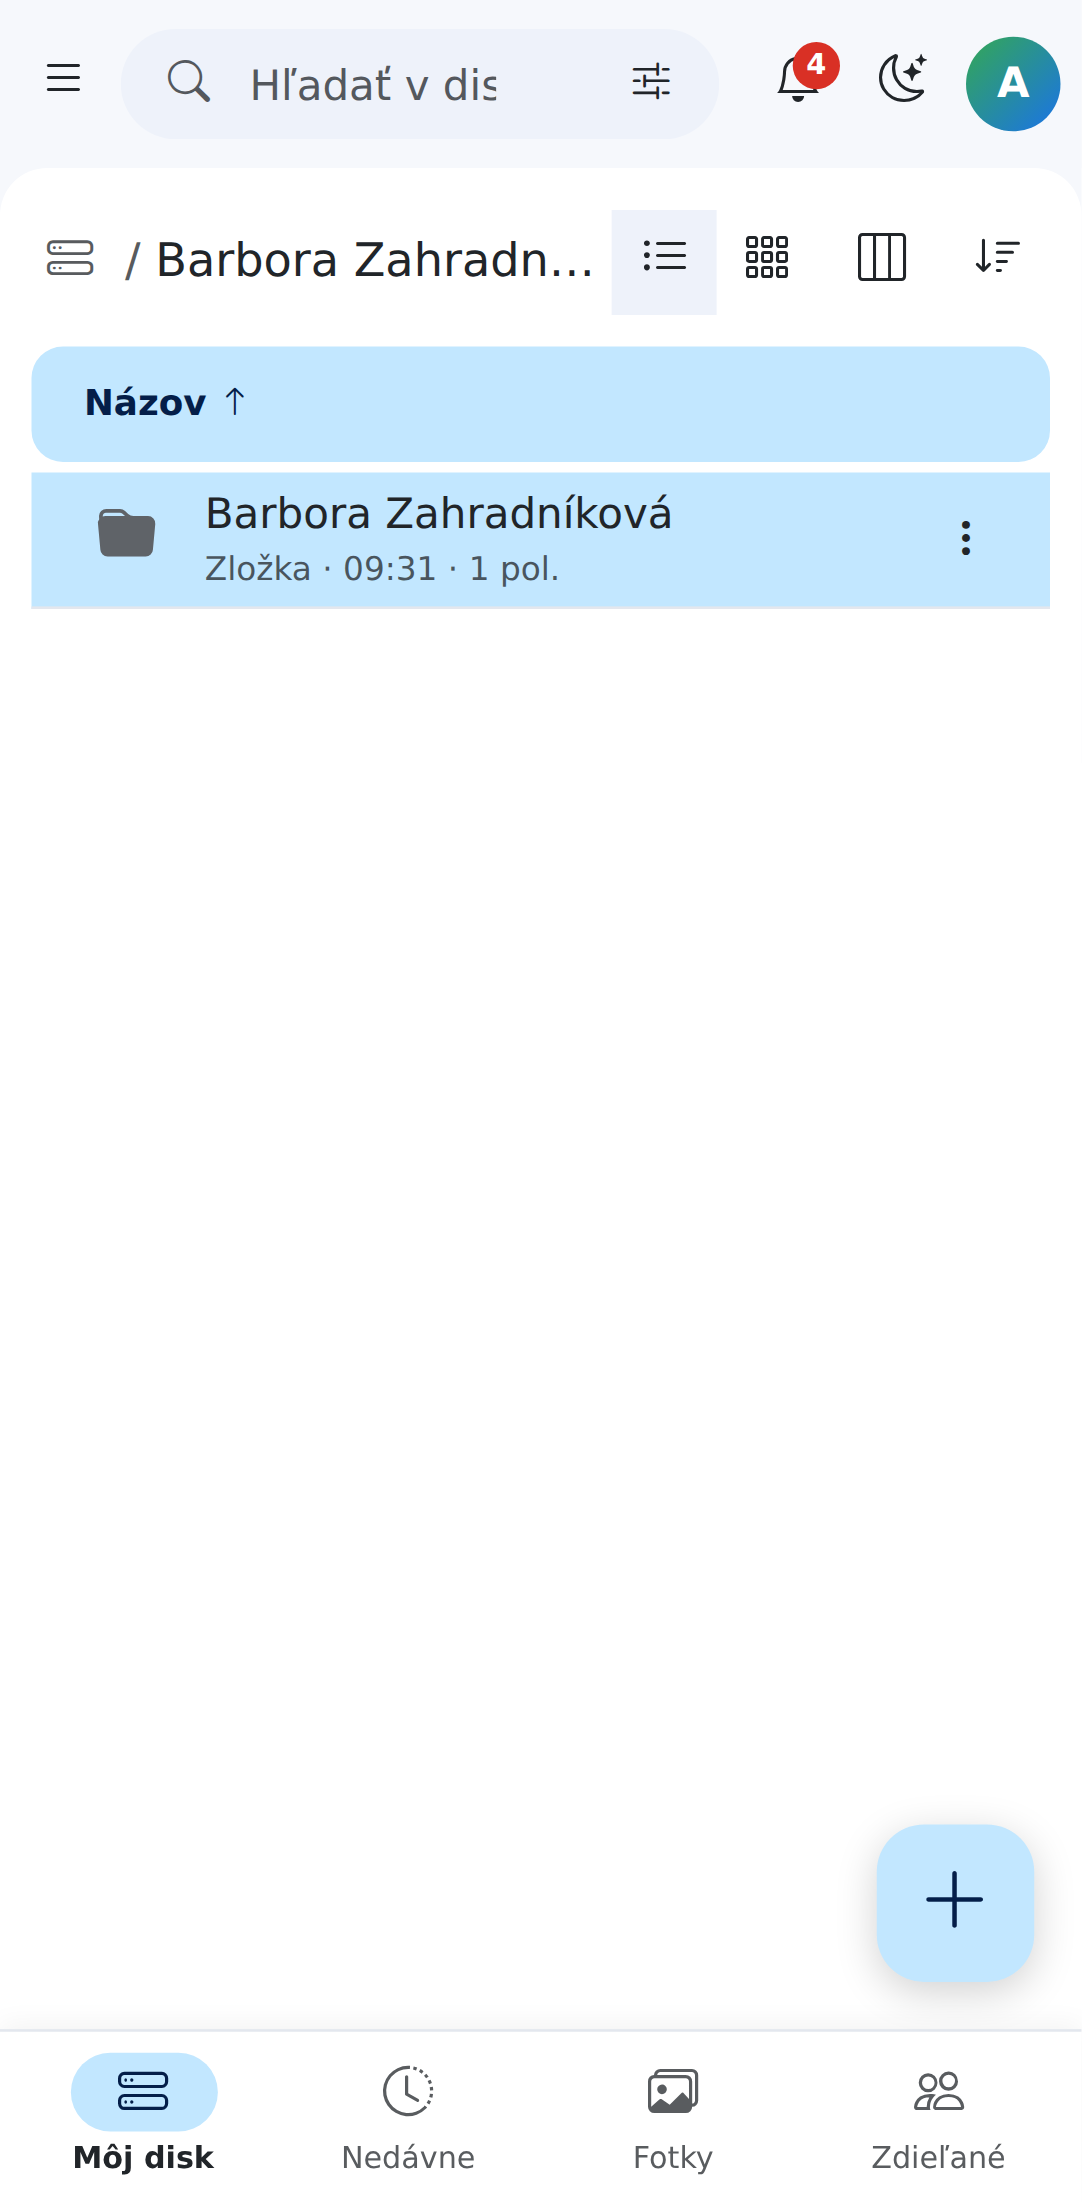 Hľadať v dis
4
A
/ Barbora Zahradn...
Názov ↑
Barbora Zahradníková
Zložka · 09:31 · 1 pol.
Môj disk
Nedávne
Fotky
Zdieľané